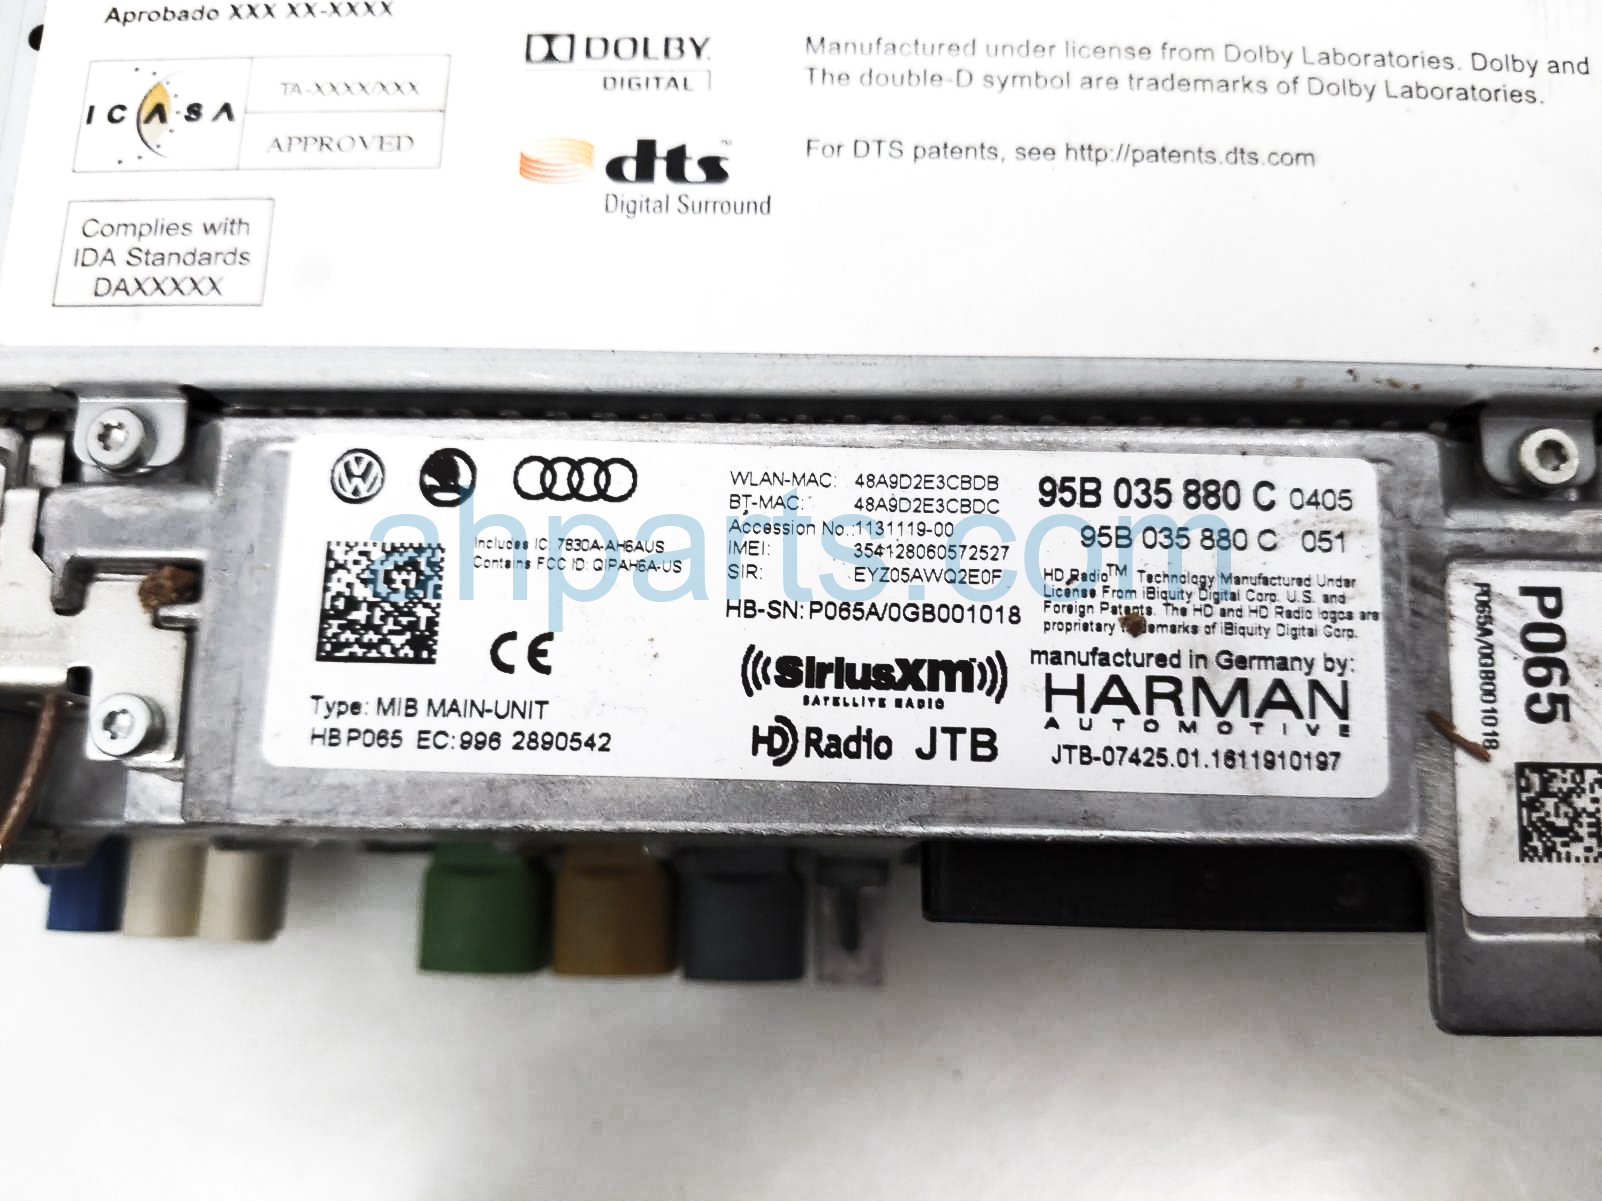 Aprobado XXX XX-XXXX
ICASA
TA-XXXX/XXX
APPROVED
Complies with
IDA Standards
DAXXXXX
DOLBY
DIGITAL
dts
Digital Surround
Manufactured under license from Dolby Laboratories. Dolby and
The double-D symbol are trademarks of Dolby Laboratories.
For DTS patents, see http://patents.dts.com
Includes IC: 7830A-AH6AUS
Contains FCC ID: QIPAH6A-US
CE
Type: MIB MAIN-UNIT
HB P065 EC: 996 2890542
WLAN-MAC: 48A9D2E3CBDB
BT-MAC: 48A9D2E3CBDC
Accession No.: 1131119-00
IMEI: 354128060572527
SIR: EYZ05AWQ2E0F
HB-SN: P065A/0GB001018
SiriusXM
SATELLITE RADIO
HD Radio JTB
95B 035 880 C 0405
95B 035 880 C 051
HD Radio™ Technology Manufactured Under
License From iBiquity Digital Corp. U.S. and
Foreign Patents. The HD and HD Radio logos are
proprietary of iBiquity Digital Corp.
manufactured in Germany by:
HARMAN
AUTOMOTIVE
JTB-07425.01.1611910197
P065A/0GB001018
P065
ahparts.com